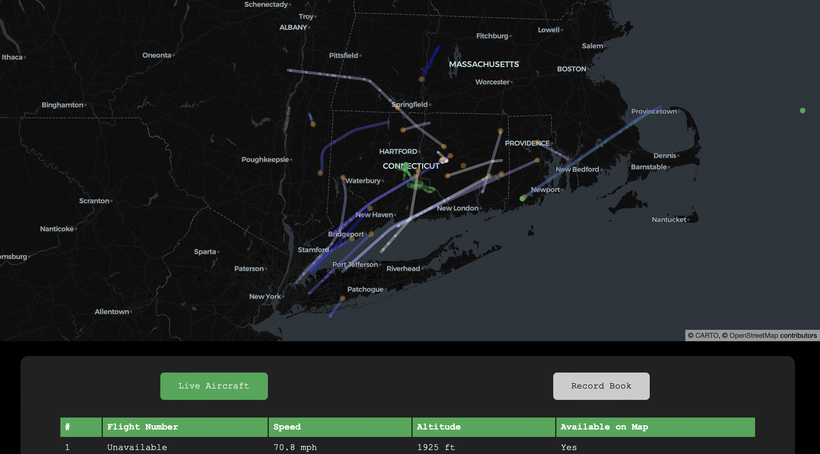 Schenectady
Troy
ALBANY
Fitchburg
Lowell
Salem
Ithaca
Oneonta
Pittsfield
MASSACHUSETTS
BOSTON
Worcester
Binghamton
Springfield
Provincetown
HARTFORD
PROVIDENCE
Poughkeepsie
CONNECTICUT
Dennis
Barnstable
New Bedford
Waterbury
Newport
Scranton
New Haven
New London
Nantucket
Nanticoke
Bridgeport
Sparta
Stamford
omsburg
Paterson
Port Jefferson
Riverhead
New York
Patchogue
Allentown
© CARTO, © OpenStreetMap contributors
Live Aircraft
Record Book
# Flight Number Speed Altitude Available on Map
1 Unavailable 70.8 mph 1925 ft Yes